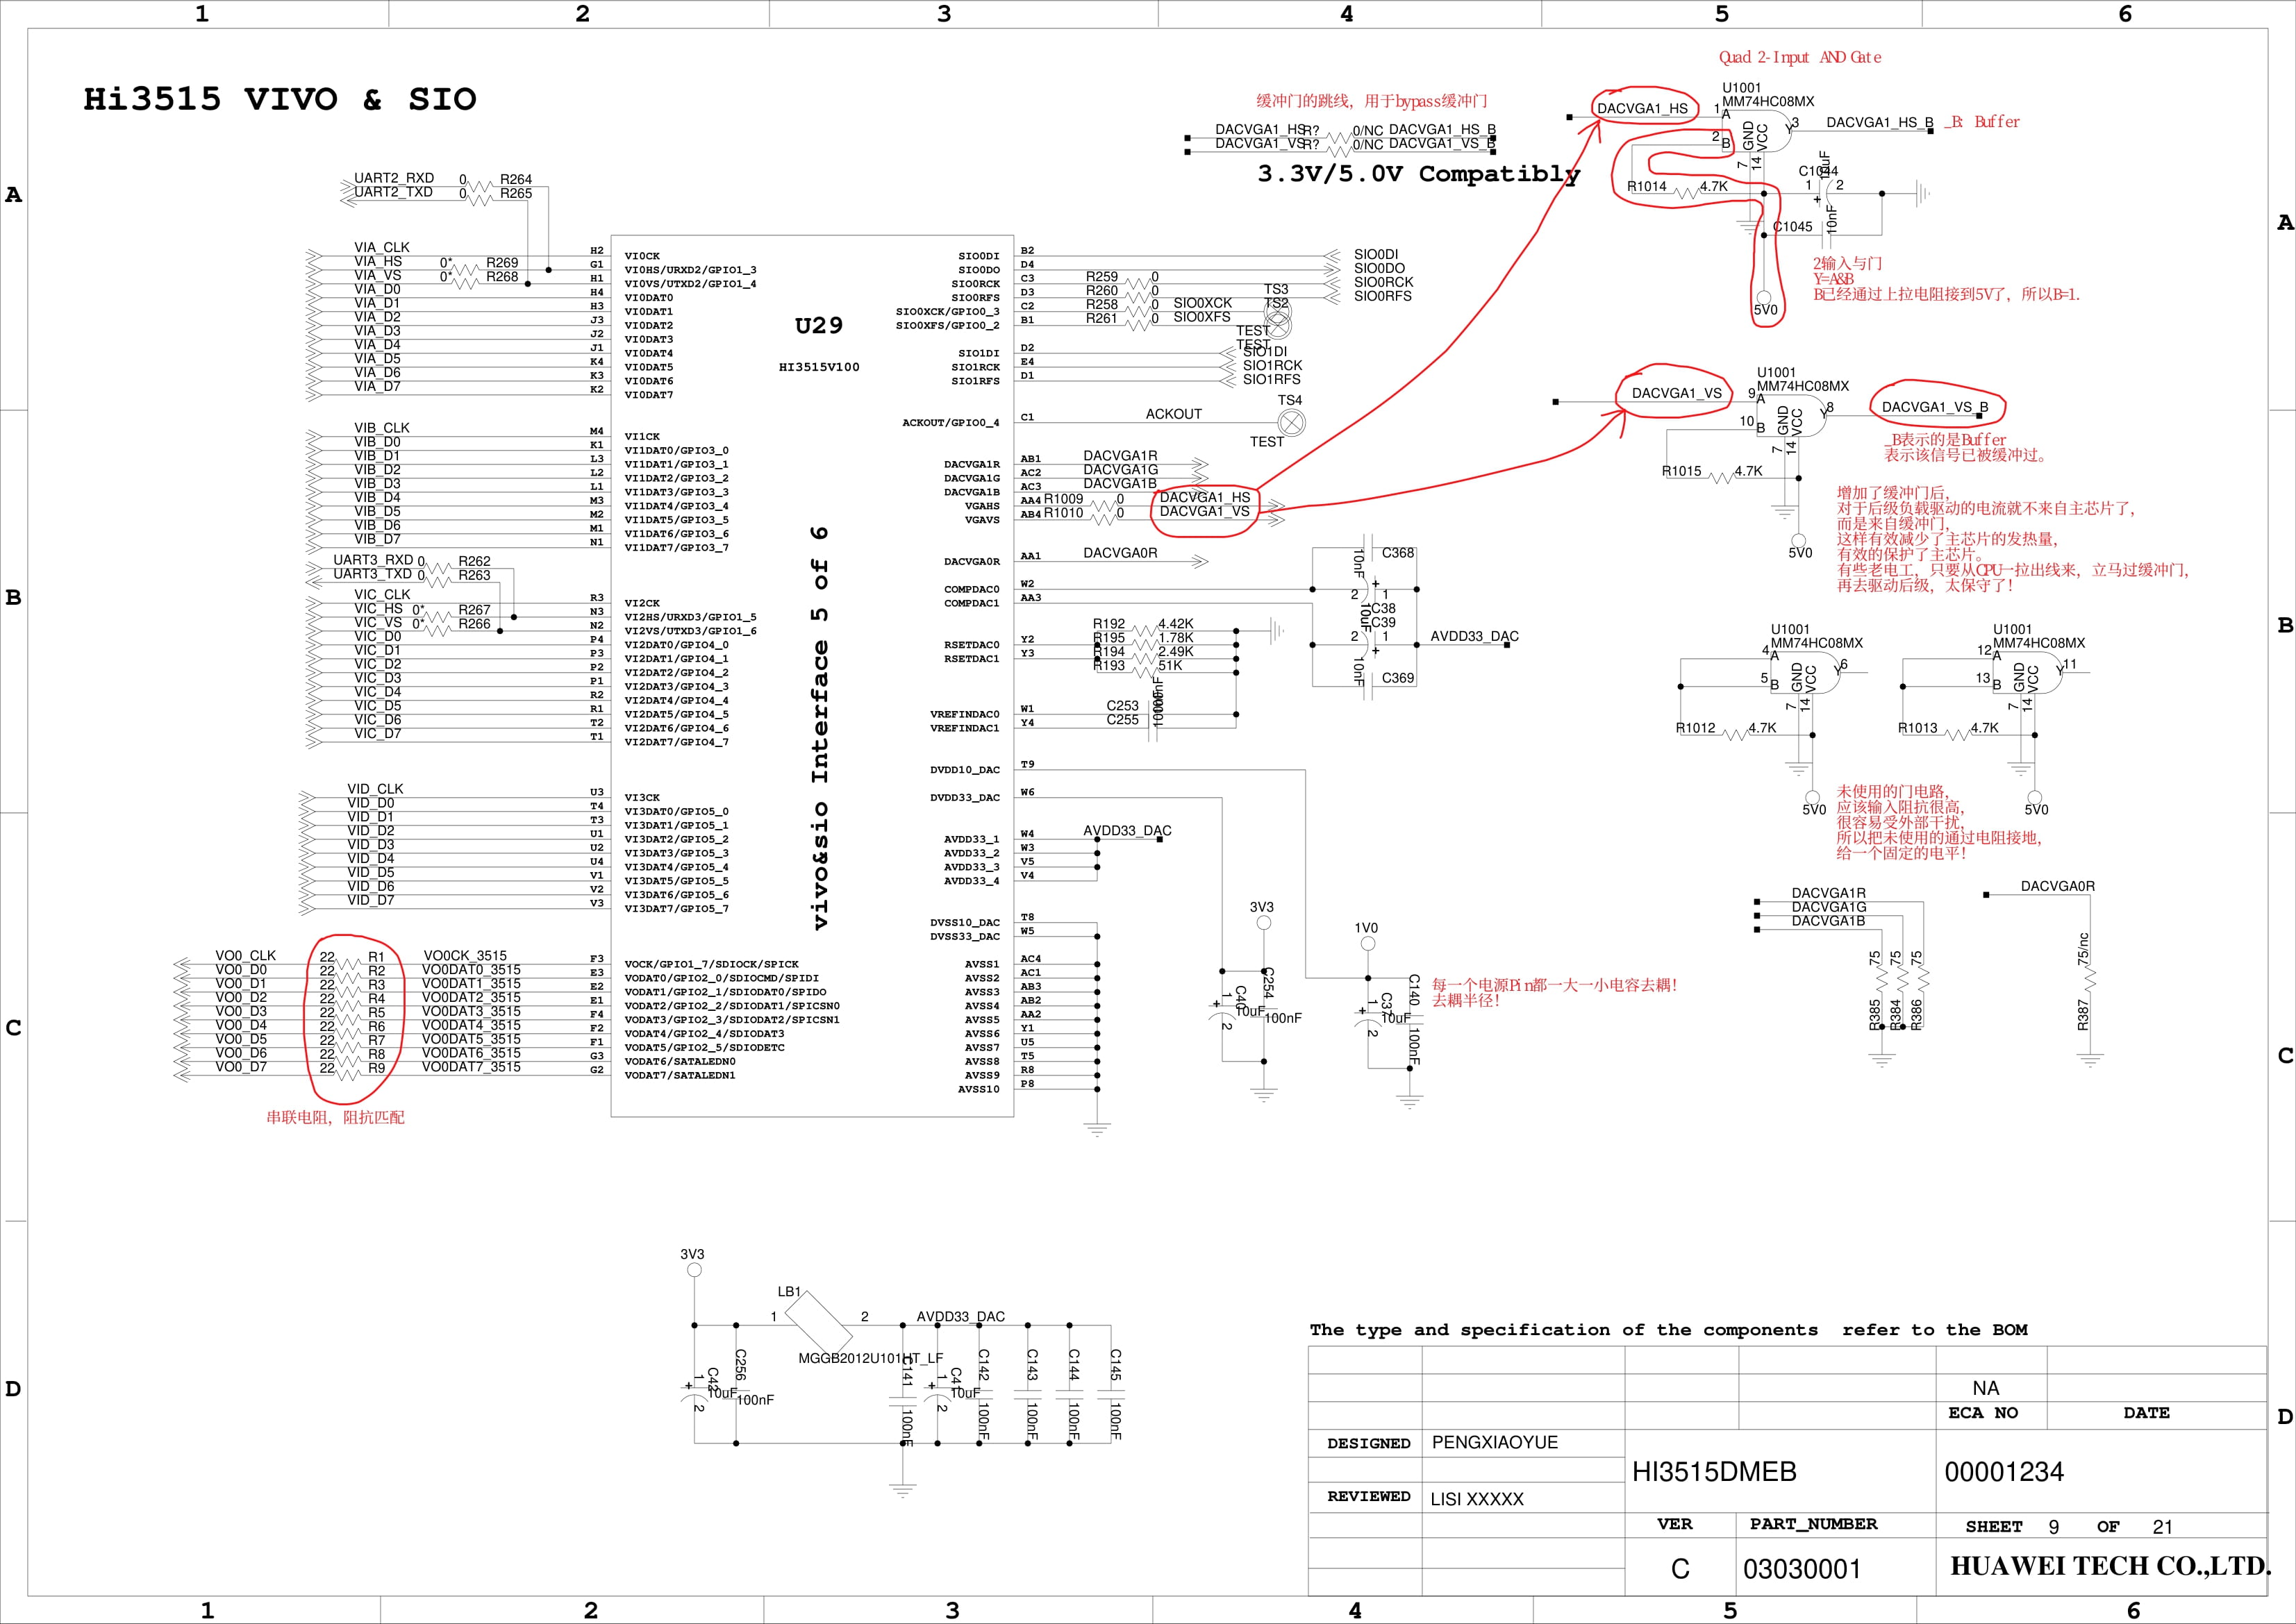 1 2 3 4 5 6
Hi3515 VIVO & SIO
缓冲门的跳线，用于bypass缓冲门
DACVGA1_HS R? 0/NC DACVGA1_HS_B
DACVGA1_VS R? 0/NC DACVGA1_VS_B
3.3V/5.0V Compatibly
Quad 2-Input AND Gate
U1001
MM74HC08MX
DACVGA1_HS 1 A
2 B
Y 3 DACVGA1_HS_B
_B: Buffer
7 GND
14 VCC
R1014 4.7K
C1044 1 2 + 10uF
C1045 10nF
5V0
2输入与门
Y=A&B
B已经通过上拉电阻接到5V了，所以B=1.
A
A
UART2_RXD 0 R264
UART2_TXD 0 R265
VIA_CLK H2 VI0CK
VIA_HS 0* R269 G1 VI0HS/URXD2/GPIO1_3
VIA_VS 0* R268 H1 VI0VS/UTXD2/GPIO1_4
VIA_D0 H4 VI0DAT0
VIA_D1 H3 VI0DAT1
VIA_D2 J3 VI0DAT2
VIA_D3 J2 VI0DAT3
VIA_D4 J1 VI0DAT4
VIA_D5 K4 VI0DAT5
VIA_D6 K3 VI0DAT6
VIA_D7 K2 VI0DAT7
U29
HI3515V100
vivo&sio Interface 5 of 6
SIO0DI B2 SIO0DI
SIO0DO D4 SIO0DO
SIO0RCK C3 R259 0 SIO0RCK
SIO0RFS D3 R260 0 SIO0RFS
SIO0XCK/GPIO0_3 C2 R258 0 SIO0XCK TS3
SIO0XFS/GPIO0_2 B1 R261 0 SIO0XFS TS2
TEST
TEST
SIO1DI D2 SIO1DI
SIO1RCK E4 SIO1RCK
SIO1RFS D1 SIO1RFS
ACKOUT/GPIO0_4 C1 ACKOUT TS4
TEST
VIB_CLK M4 VI1CK
VIB_D0 K1 VI1DAT0/GPIO3_0
VIB_D1 L3 VI1DAT1/GPIO3_1
VIB_D2 L2 VI1DAT2/GPIO3_2
VIB_D3 L1 VI1DAT3/GPIO3_3
VIB_D4 M3 VI1DAT4/GPIO3_4
VIB_D5 M2 VI1DAT5/GPIO3_5
VIB_D6 M1 VI1DAT6/GPIO3_6
VIB_D7 N1 VI1DAT7/GPIO3_7
DACVGA1R AB1 DACVGA1R
DACVGA1G AC2 DACVGA1G
DACVGA1B AC3 DACVGA1B
VGAHS AA4 R1009 0 DACVGA1_HS
VGAVS AB4 R1010 0 DACVGA1_VS
DACVGA0R AA1 DACVGA0R
COMPDAC0 W2
COMPDAC1 AA3
10nF C368
2 1 + 10uF C38
C39
2 1 +
10nF C369
AVDD33_DAC
U1001
MM74HC08MX
DACVGA1_VS 9 A
10 B
Y 8 DACVGA1_VS_B
7 GND
14 VCC
R1015 4.7K
5V0
_B表示的是Buffer
表示该信号已被缓冲过。
增加了缓冲门后，
对于后级负载驱动的电流就不来自主芯片了，
而是来自缓冲门，
这样有效减少了主芯片的发热量，
有效的保护了主芯片。
有些老电工，只要从CPU一拉出线来，立马过缓冲门，
再去驱动后级，太保守了！
B
B
UART3_RXD 0 R262
UART3_TXD 0 R263
VIC_CLK R3 VI2CK
VIC_HS 0* R267 N3 VI2HS/URXD3/GPIO1_5
VIC_VS 0* R266 N2 VI2VS/UTXD3/GPIO1_6
VIC_D0 P4 VI2DAT0/GPIO4_0
VIC_D1 P3 VI2DAT1/GPIO4_1
VIC_D2 P2 VI2DAT2/GPIO4_2
VIC_D3 P1 VI2DAT3/GPIO4_3
VIC_D4 R2 VI2DAT4/GPIO4_4
VIC_D5 R1 VI2DAT5/GPIO4_5
VIC_D6 T2 VI2DAT6/GPIO4_6
VIC_D7 T1 VI2DAT7/GPIO4_7
R192 4.42K
RSETDAC0 Y2 R195 1.78K
RSETDAC1 Y3 R194 2.49K
R193 51K
VREFINDAC0 W1 C253
VREFINDAC1 Y4 C255
U1001
MM74HC08MX
4 A
5 B
Y 6
7 GND
14 VCC
R1012 4.7K
5V0
U1001
MM74HC08MX
12 A
13 B
Y 11
7 GND
14 VCC
R1013 4.7K
5V0
未使用的门电路，
应该输入阻抗很高，
很容易受外部干扰，
所以把未使用的通过电阻接地，
给一个固定的电平！
DVDD10_DAC T9
DVDD33_DAC W6
AVDD33_1 W4 AVDD33_DAC
AVDD33_2 W3
AVDD33_3 V5
AVDD33_4 V4
DVSS10_DAC T8
DVSS33_DAC W5
AVSS1 AC4
AVSS2 AC1
AVSS3 AB3
AVSS4 AB2
AVSS5 AA2
AVSS6 Y1
AVSS7 U5
AVSS8 T5
AVSS9 R8
AVSS10 P8
VID_CLK U3 VI3CK
VID_D0 T4 VI3DAT0/GPIO5_0
VID_D1 T3 VI3DAT1/GPIO5_1
VID_D2 U1 VI3DAT2/GPIO5_2
VID_D3 U2 VI3DAT3/GPIO5_3
VID_D4 U4 VI3DAT4/GPIO5_4
VID_D5 V1 VI3DAT5/GPIO5_5
VID_D6 V2 VI3DAT6/GPIO5_6
VID_D7 V3 VI3DAT7/GPIO5_7
VO0_CLK 22 R1 VO0CK_3515 F3 VOCK/GPIO1_7/SDIOCK/SPICK
VO0_D0 22 R2 VO0DAT0_3515 E3 VODAT0/GPIO2_0/SDIOCMD/SPIDI
VO0_D1 22 R3 VO0DAT1_3515 E2 VODAT1/GPIO2_1/SDIODAT0/SPIDO
VO0_D2 22 R4 VO0DAT2_3515 E1 VODAT2/GPIO2_2/SDIODAT1/SPICSN0
VO0_D3 22 R5 VO0DAT3_3515 F4 VODAT3/GPIO2_3/SDIODAT2/SPICSN1
VO0_D4 22 R6 VO0DAT4_3515 F2 VODAT4/GPIO2_4/SDIODAT3
VO0_D5 22 R7 VO0DAT5_3515 F1 VODAT5/GPIO2_5/SDIODETC
VO0_D6 22 R8 VO0DAT6_3515 G3 VODAT6/SATALEDN0
VO0_D7 22 R9 VO0DAT7_3515 G2 VODAT7/SATALEDN1
串联电阻，阻抗匹配
3V3
C254 100nF
1 + C40 10uF 2
1V0
1 + C37 10uF 2
C140 100nF
每一个电源Pin都一大一小电容去耦！
去耦半径！
DACVGA1R
DACVGA1G
DACVGA1B
75 75 75
R385 R384 R386
DACVGA0R
75/nc
R387
C
C
3V3
1 + C42 10uF 2
C256 100nF
LB1
1 2
MGGB2012U101HT_LF
AVDD33_DAC
C141 100nF
1 + C41 10uF 2
C142 100nF
C143 100nF
C144 100nF
C145 100nF
D
D
The type and specification of the components refer to the BOM
NA
ECA NO DATE
DESIGNED PENGXIAOYUE
HI3515DMEB 00001234
REVIEWED LISI XXXXX
VER PART_NUMBER SHEET 9 OF 21
C 03030001 HUAWEI TECH CO.,LTD.
1 2 3 4 5 6